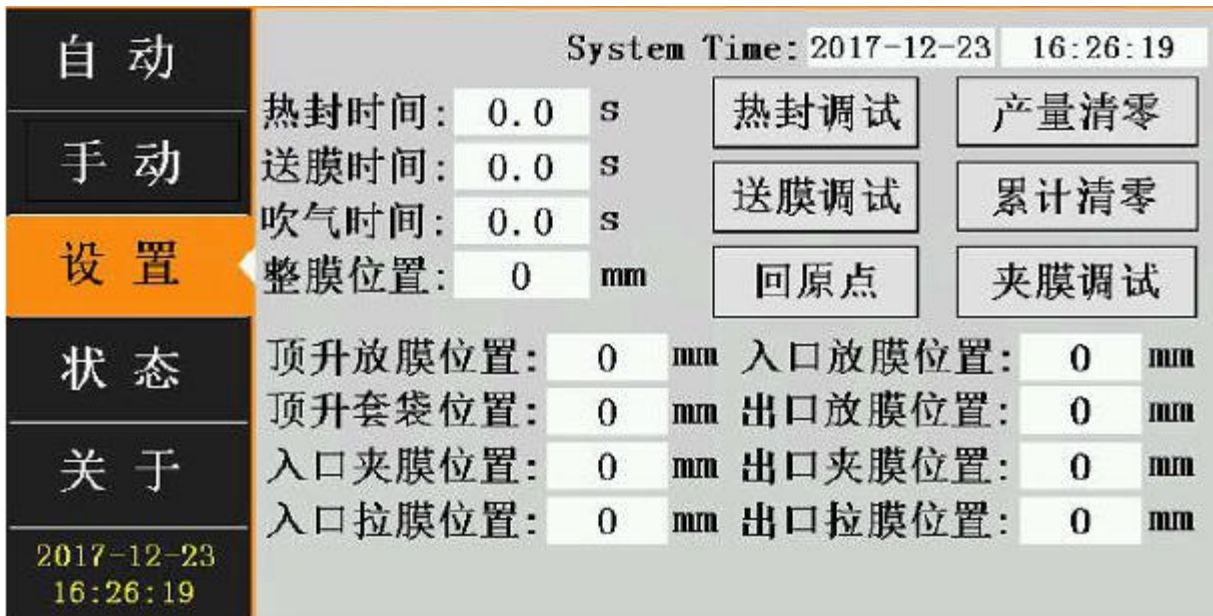 自动
手动
设置
状态
关于
2017-12-23
16:26:19
System Time: 2017-12-23 16:26:19
热封时间: 0.0 s 热封调试 产量清零
送膜时间: 0.0 s 送膜调试 累计清零
吹气时间: 0.0 s
整膜位置: 0 mm 回原点 夹膜调试
顶升放膜位置: 0 mm 入口放膜位置: 0 mm
顶升套袋位置: 0 mm 出口放膜位置: 0 mm
入口夹膜位置: 0 mm 出口夹膜位置: 0 mm
入口拉膜位置: 0 mm 出口拉膜位置: 0 mm